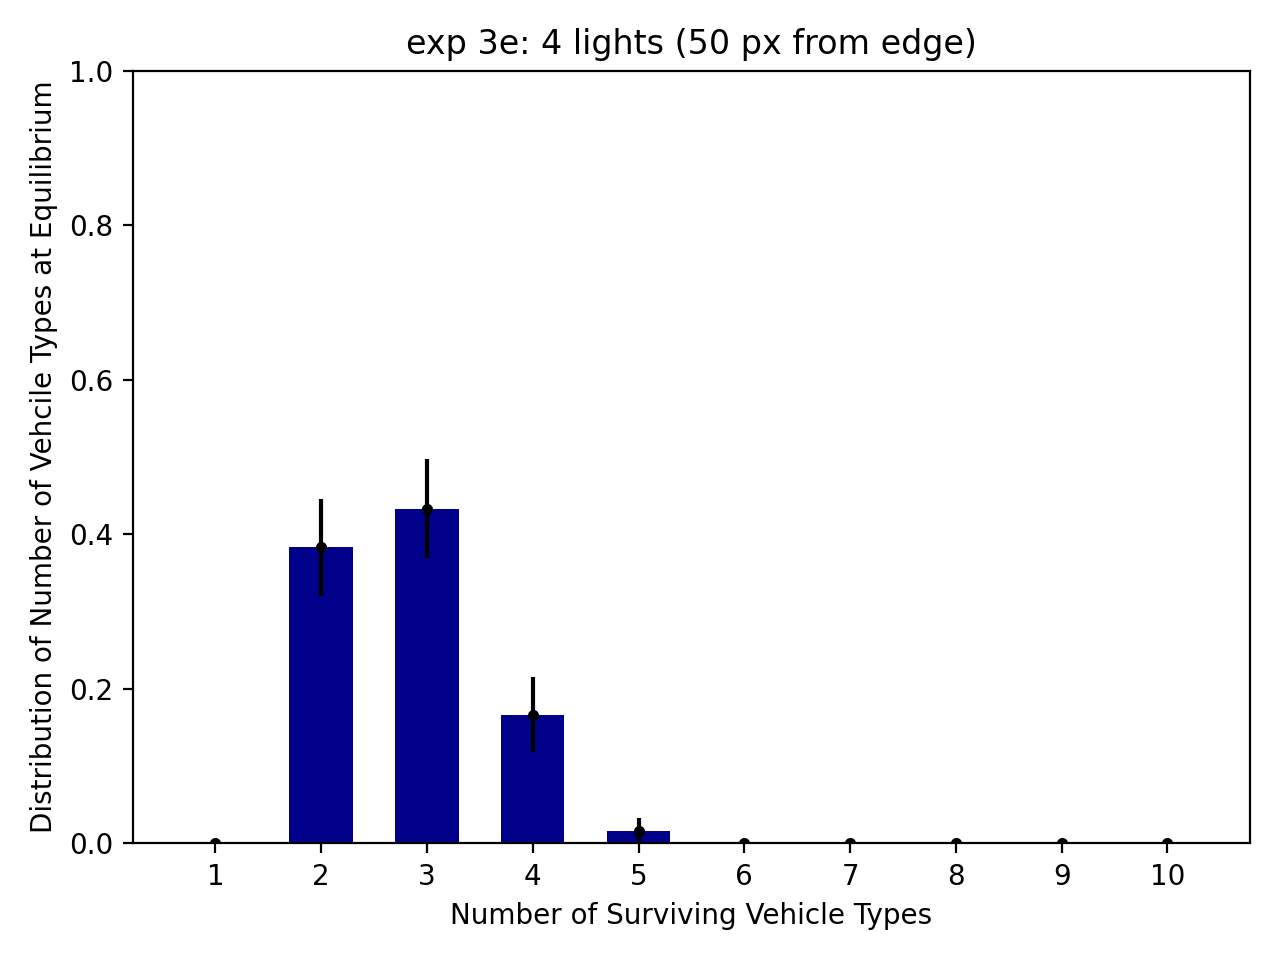 exp 3e: 4 lights (50 px from edge)
Distribution of Number of Vehcile Types at Equilibrium
1.0
0.8
0.6
0.4
0.2
0.0
1 2 3 4 5 6 7 8 9 10
Number of Surviving Vehicle Types